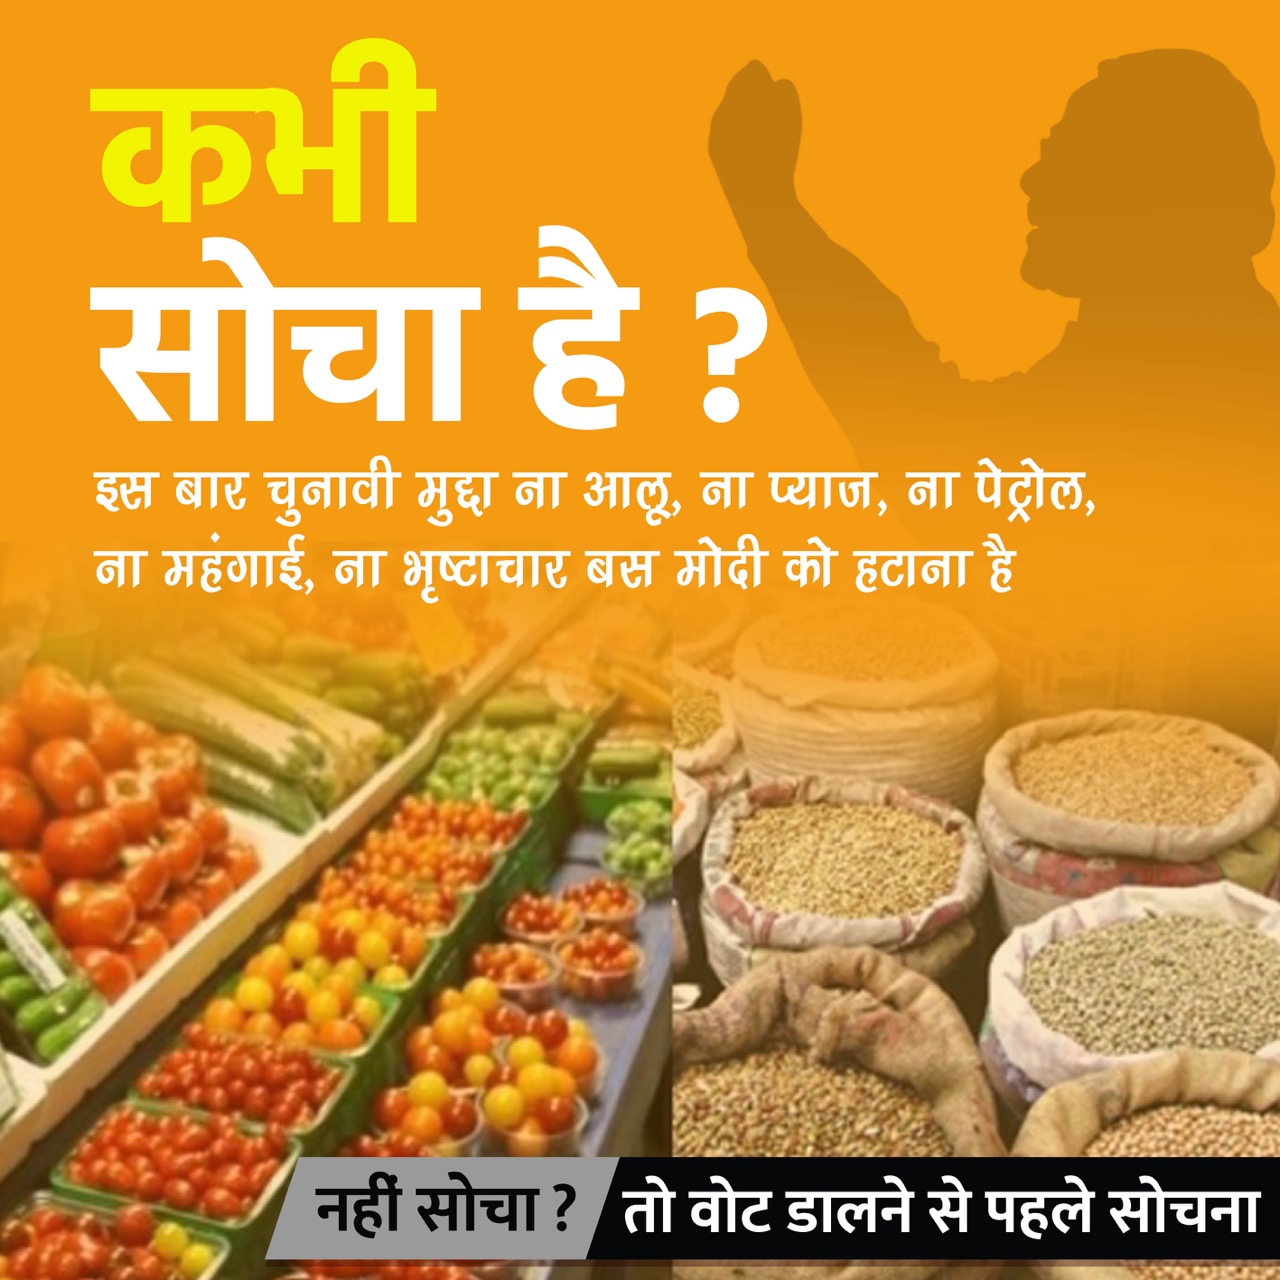 कभी
सोचा है ?
इस बार चुनावी मुद्दा ना आलू, ना प्याज, ना पेट्रोल,
ना महंगाई, ना भृष्टाचार बस मोदी को हटाना है
नहीं सोचा ? तो वोट डालने से पहले सोचना